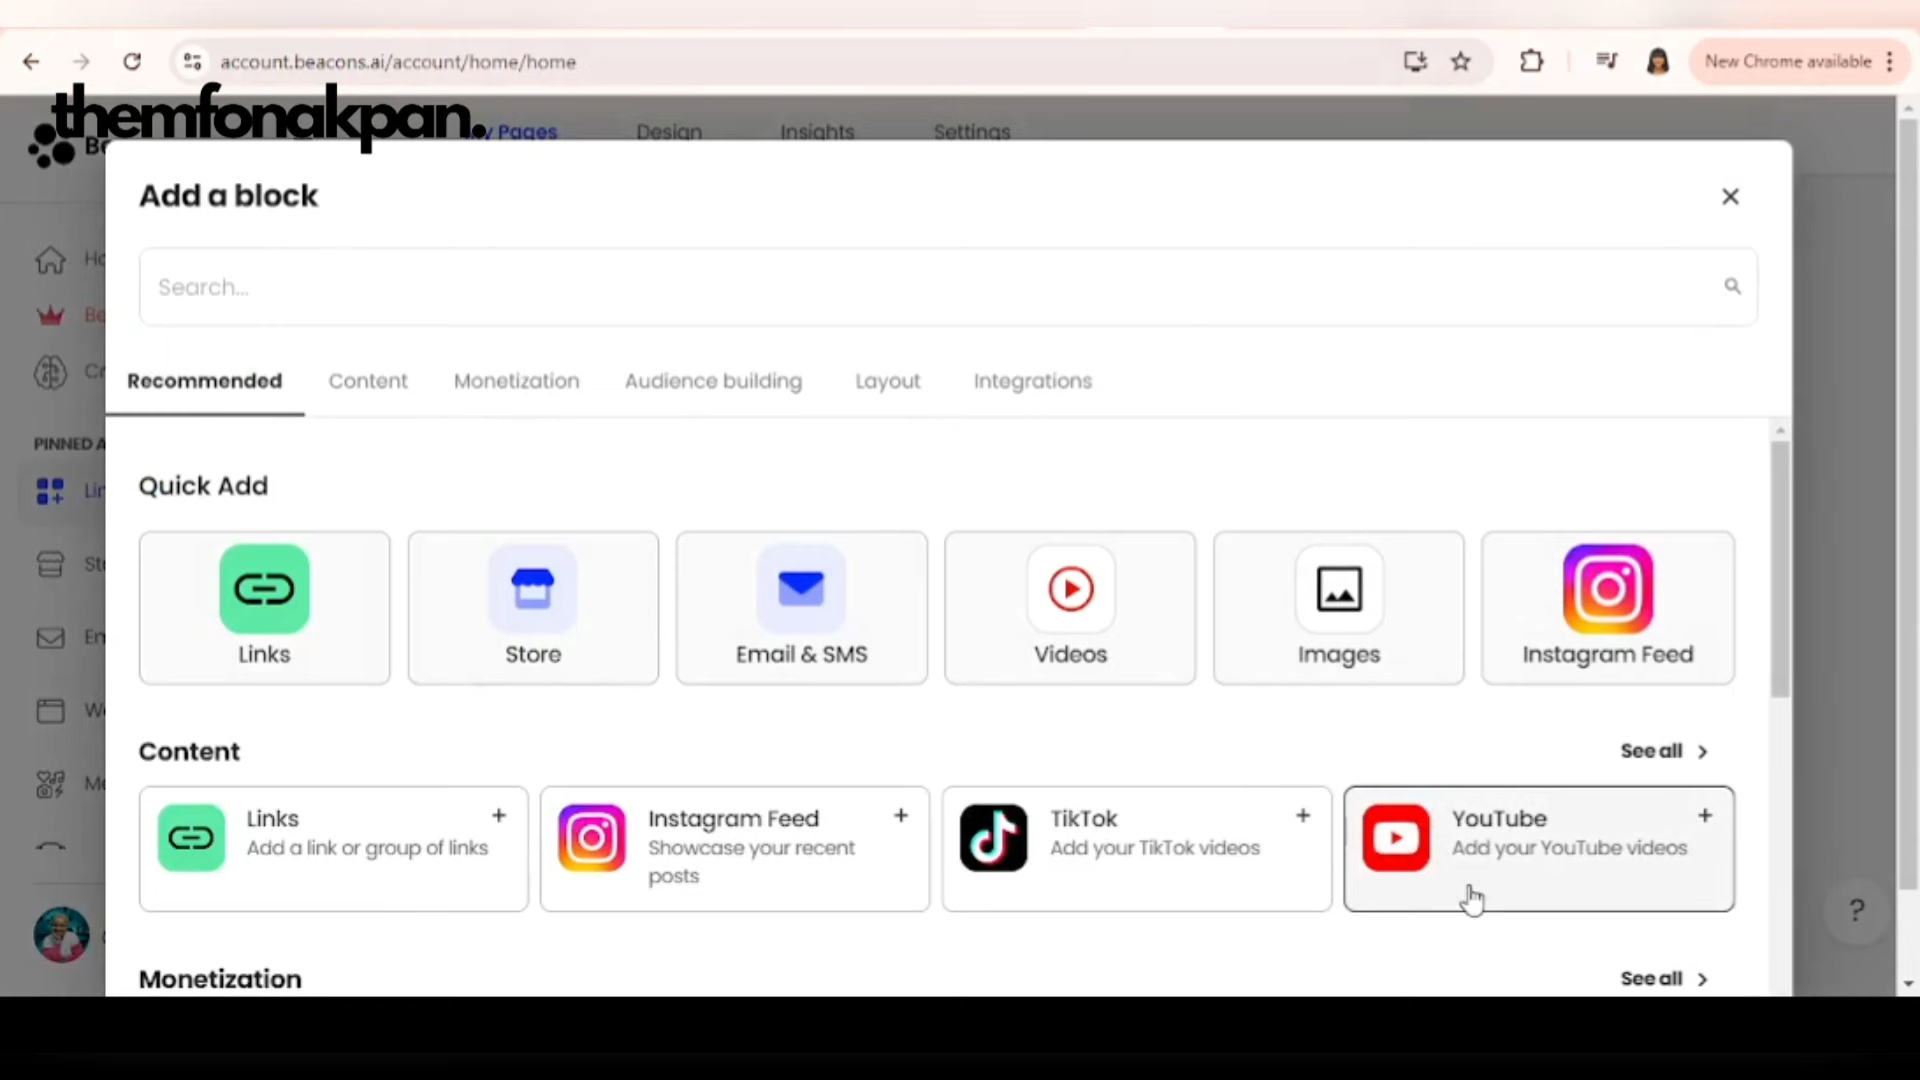 account.beacons.ai/account/home/home
New Chrome available
themfonakpan.
My Pages
Design
Insights
Settings
Add a block
Search...
Recommended
Content
Monetization
Audience building
Layout
Integrations
PINNED A
Quick Add
Links
Store
Email & SMS
Videos
Images
Instagram Feed
Content
See all
Links
Add a link or group of links
Instagram Feed
Showcase your recent
posts
TikTok
Add your TikTok videos
YouTube
Add your YouTube videos
Monetization
See all
?